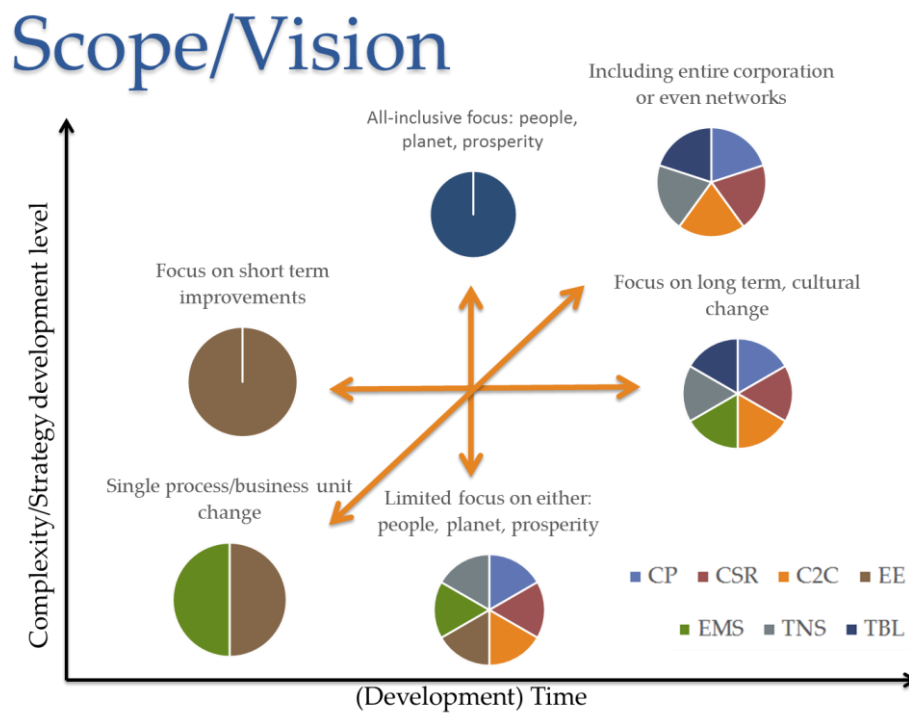 Scope/Vision
Including entire corporation
or even networks
All-inclusive focus: people,
planet, prosperity
Focus on short term
improvements
Focus on long term, cultural
change
Single process/business unit
change
Limited focus on either:
people, planet, prosperity
CP CSR C2C EE
EMS TNS TBL
Complexity/Strategy development level
(Development) Time